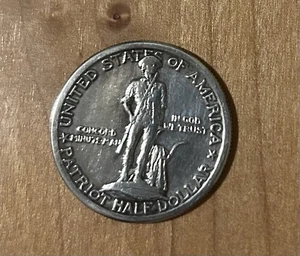 UNITED STATES OF AMERICA
CONCORD
MINUTE-MAN
IN GOD
WE TRUST
PATRIOT HALF DOLLAR